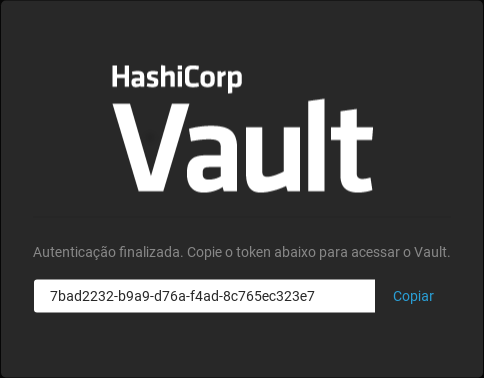 HashiCorp
Vault
Autenticação finalizada. Copie o token abaixo para acessar o Vault.
7bad2232-b9a9-d76a-f4ad-8c765ec323e7
Copiar